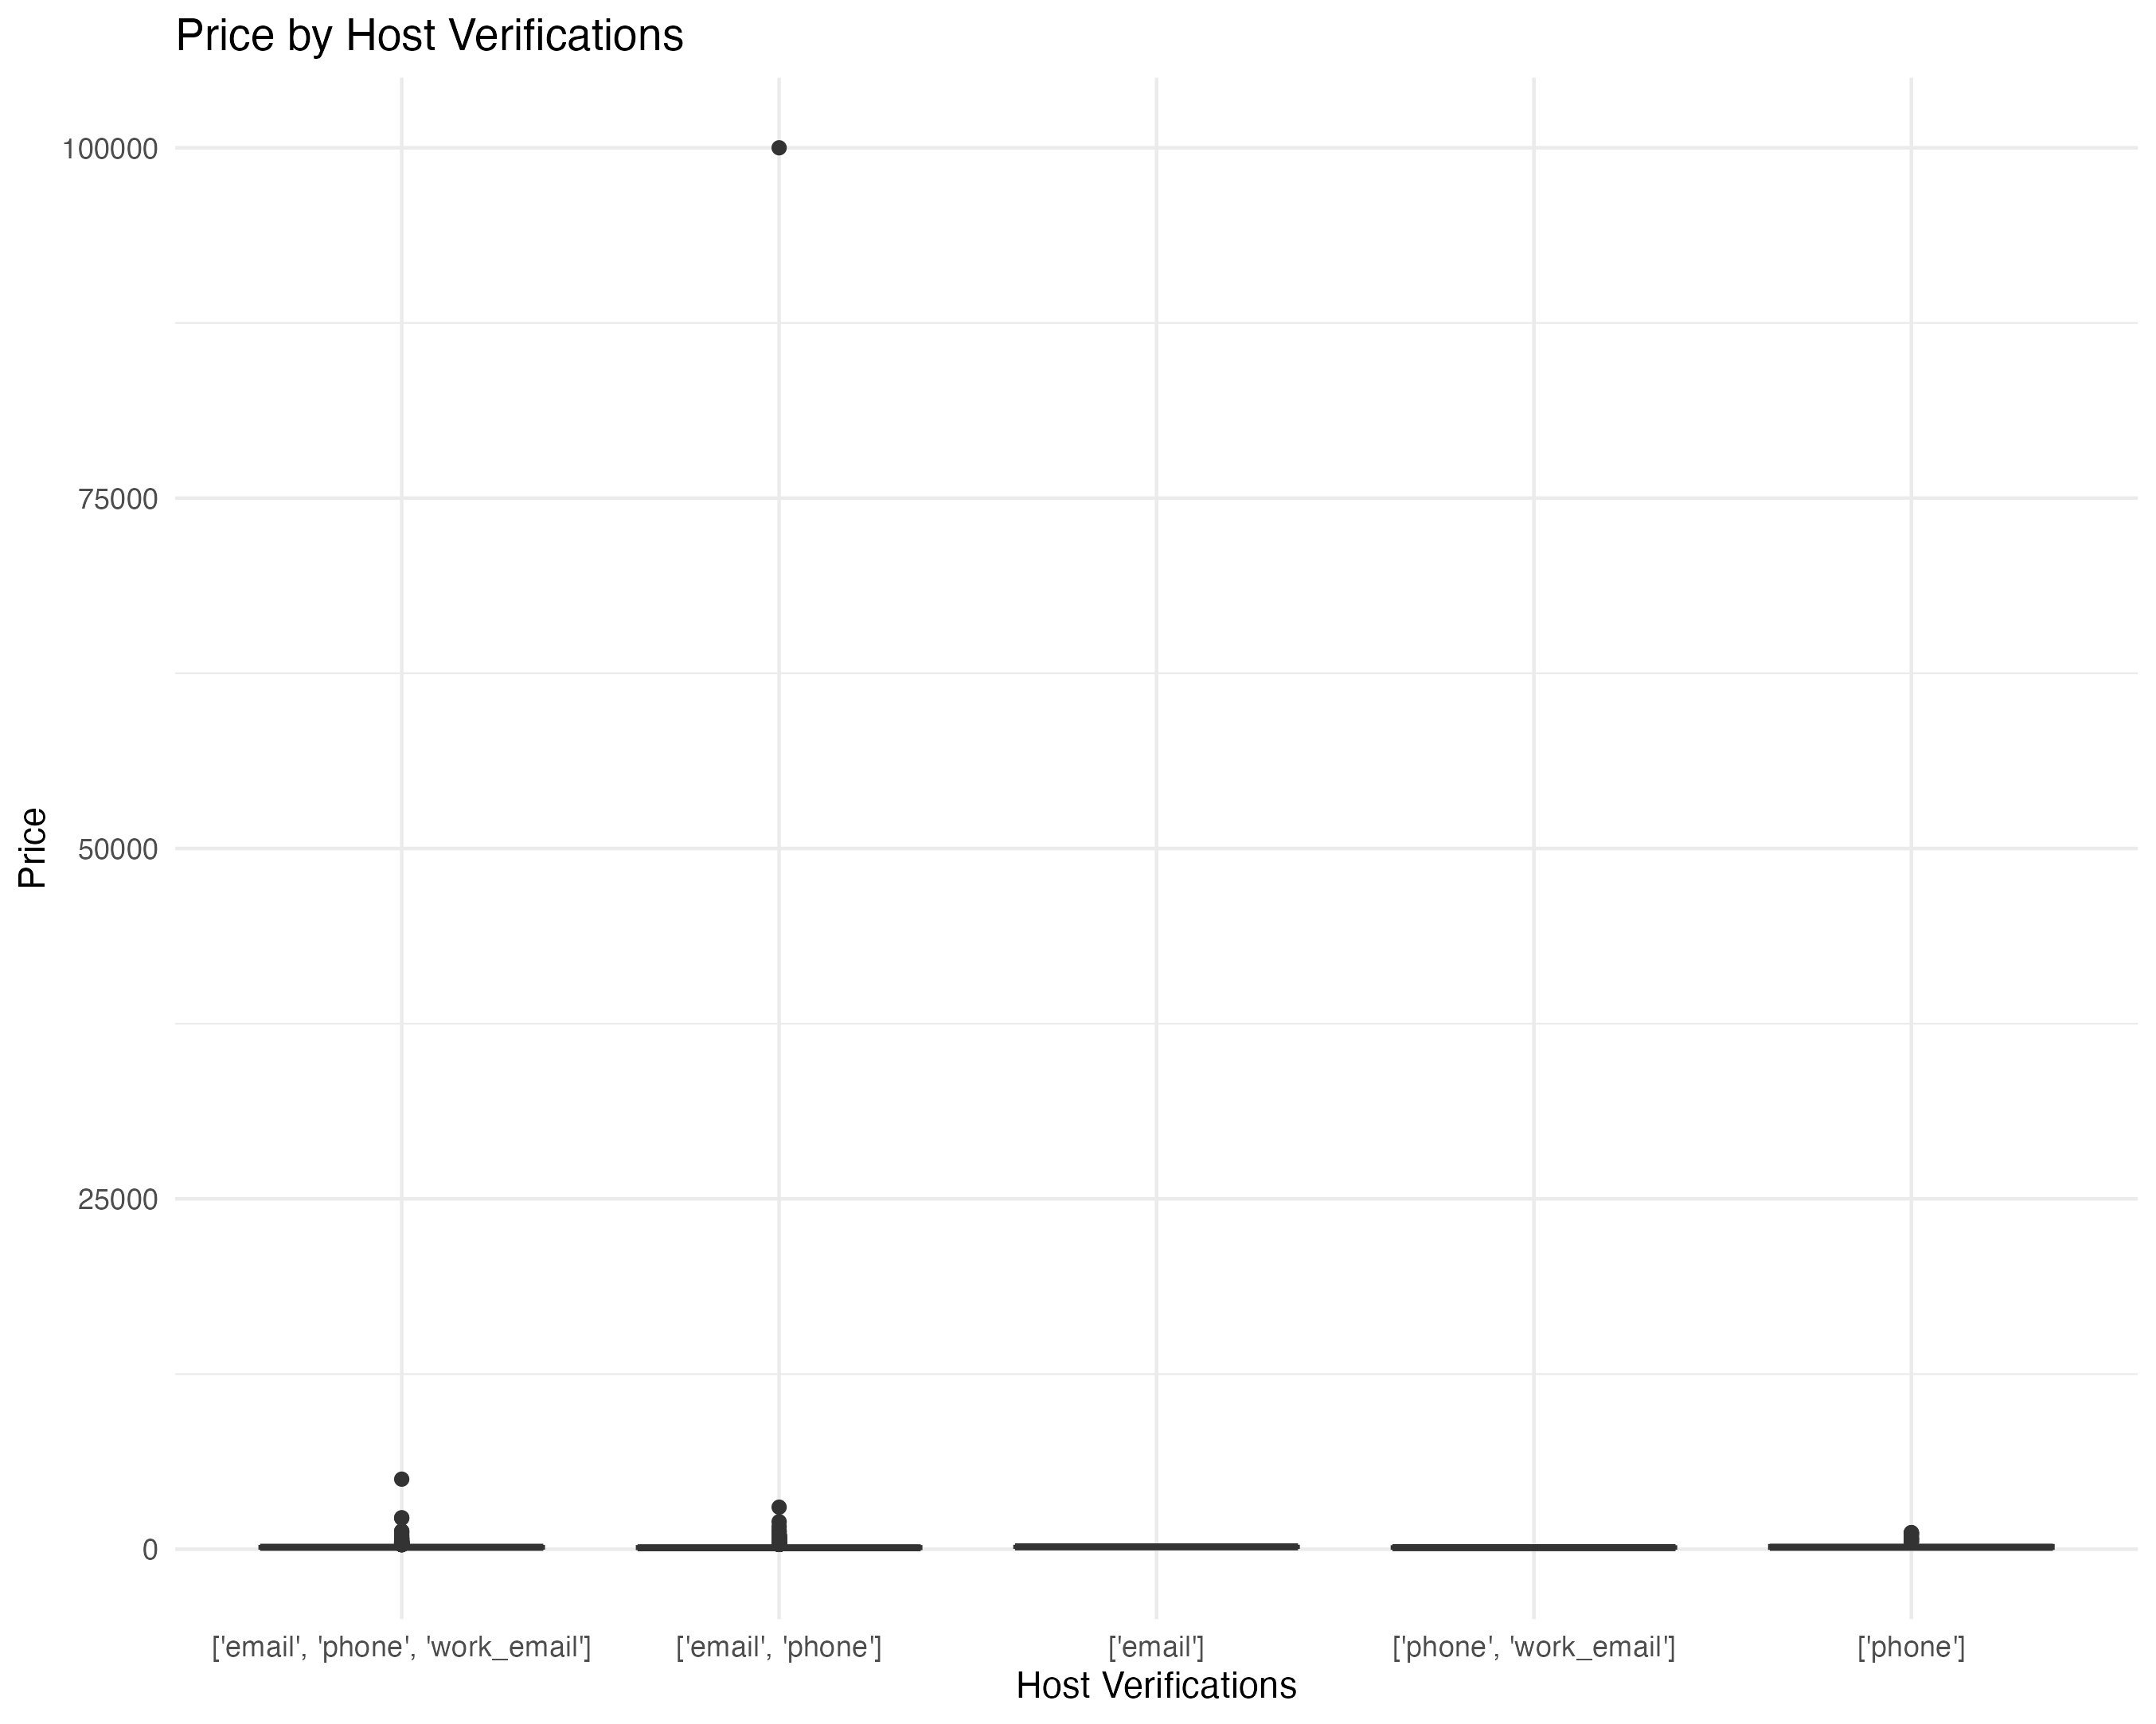 Price by Host Verifications
100000
75000
50000
25000
0
Price
['email', 'phone', 'work_email']
['email', 'phone']
['email']
['phone', 'work_email']
['phone']
Host Verifications